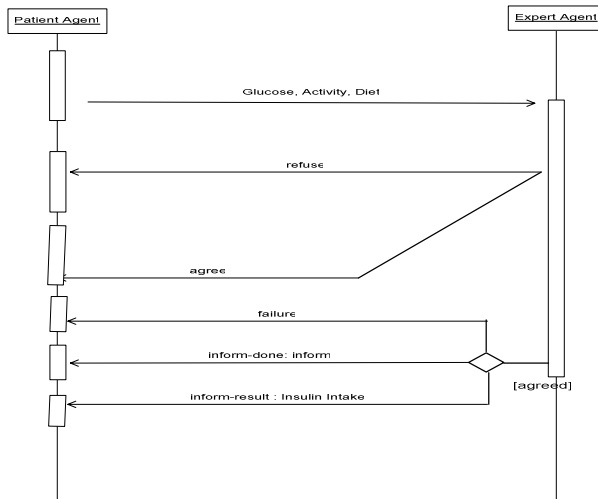 Patient Agent
Expert Agent
Glucose, Activity, Diet
refuse
agree
failure
inform-done: inform
[agreed]
inform-result : Insulin Intake